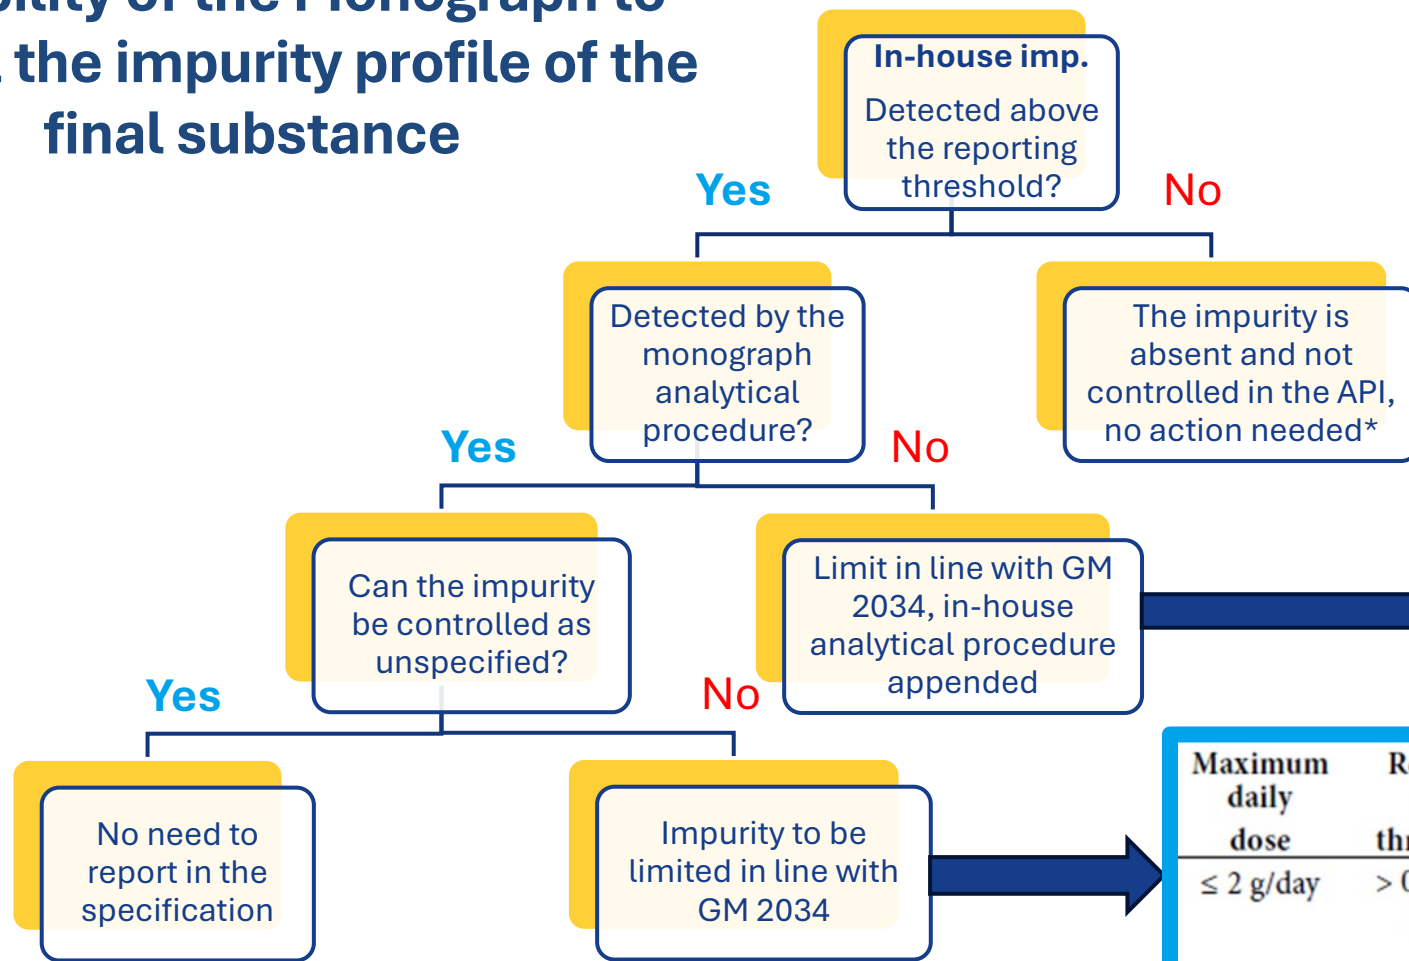 the impurity profile of the
final substance
of the Monograph to
In-house imp.
Detected above
the reporting
threshold?
Yes
No
Detected by the
monograph
analytical
procedure?
The impurity is
absent and not
controlled in the API,
no action needed*
Yes
No
Can the impurity
be controlled as
unspecified?
Limit in line with GM
2034, in-house
analytical procedure
appended
Yes
No
No need to
report in the
specification
Impurity to be
limited in line with
GM 2034
Maximum
daily
dose
≤ 2 g/day